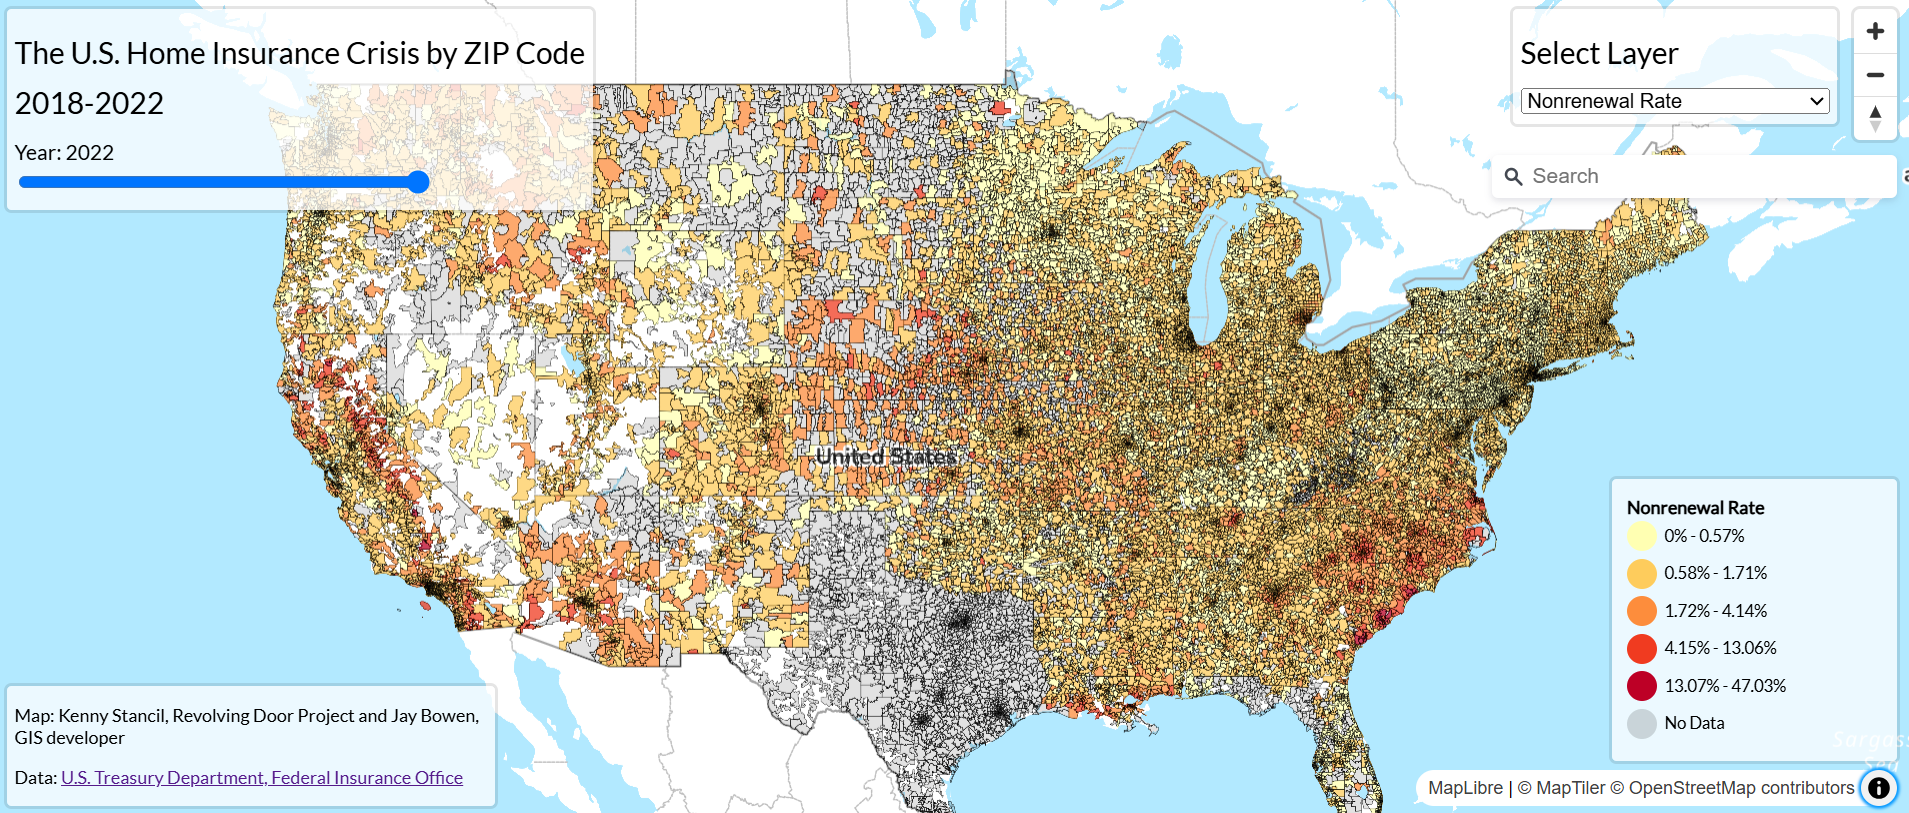 The U.S. Home Insurance Crisis by ZIP Code
2018-2022
Year: 2022
Select Layer
Nonrenewal Rate
Search
United States
Nonrenewal Rate
0% - 0.57%
0.58% - 1.71%
1.72% - 4.14%
4.15% - 13.06%
13.07% - 47.03%
No Data
Map: Kenny Stancil, Revolving Door Project and Jay Bowen,
GIS developer
Data: U.S. Treasury Department, Federal Insurance Office
MapLibre | © MapTiler © OpenStreetMap contributors